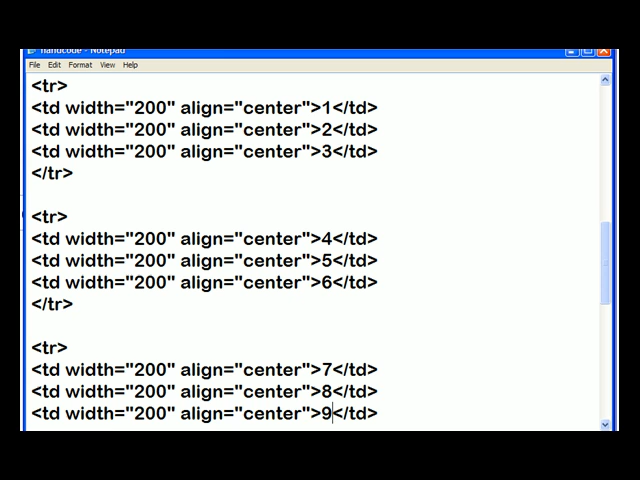 handcode - Notepad
File Edit Format View Help
<tr>
<td width="200" align="center">1</td>
<td width="200" align="center">2</td>
<td width="200" align="center">3</td>
</tr>
<tr>
<td width="200" align="center">4</td>
<td width="200" align="center">5</td>
<td width="200" align="center">6</td>
</tr>
<tr>
<td width="200" align="center">7</td>
<td width="200" align="center">8</td>
<td width="200" align="center">9</td>